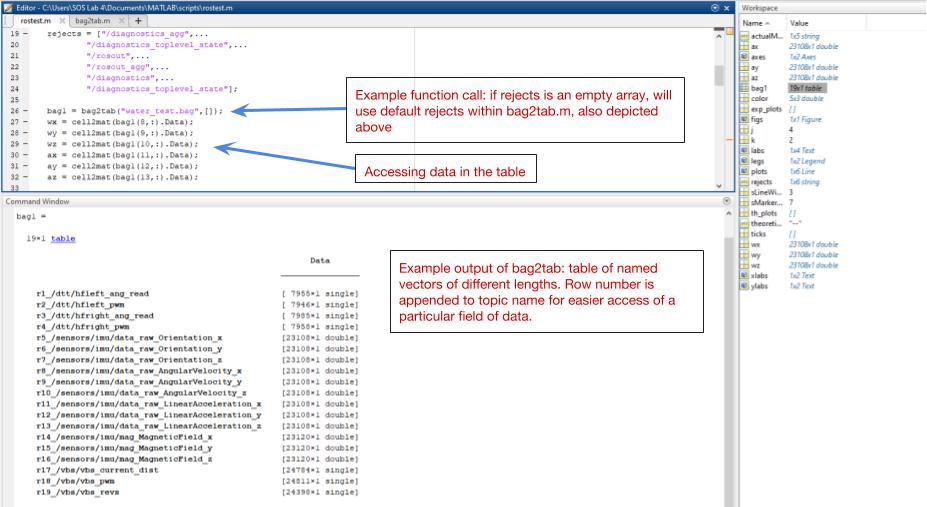 Editor - C:\Users\SOS Lab 4\Documents\MATLAB\scripts\rostest.m
rostest.m × bag2tab.m × +
19 - rejects = ["/diagnostics_agg",...
20 "/diagnostics_toplevel_state",...
21 "/rosout",...
22 "/rosout_agg",...
23 "/diagnostics",...
24 "/diagnostics_toplevel_state"];
25
26 - bag1 = bag2tab("water_test.bag",[]);
27 - wx = cell2mat(bag1(8,:).Data);
28 - wy = cell2mat(bag1(9,:).Data);
29 - wz = cell2mat(bag1(10,:).Data);
30 - ax = cell2mat(bag1(11,:).Data);
31 - ay = cell2mat(bag1(12,:).Data);
32 - az = cell2mat(bag1(13,:).Data);
33
Example function call: if rejects is an empty array, will
use default rejects within bag2tab.m, also depicted
above
Accessing data in the table
Command Window
bag1 =
19×1 table
Data
r1_/dtt/hfleft_ang_read [ 7955×1 single]
r2_/dtt/hfleft_pwm [ 7946×1 single]
r3_/dtt/hfright_ang_read [ 7985×1 single]
r4_/dtt/hfright_pwm [ 7958×1 single]
r5_/sensors/imu/data_raw_Orientation_x [23108×1 double]
r6_/sensors/imu/data_raw_Orientation_y [23108×1 double]
r7_/sensors/imu/data_raw_Orientation_z [23108×1 double]
r8_/sensors/imu/data_raw_AngularVelocity_x [23108×1 double]
r9_/sensors/imu/data_raw_AngularVelocity_y [23108×1 double]
r10_/sensors/imu/data_raw_AngularVelocity_z [23108×1 double]
r11_/sensors/imu/data_raw_LinearAcceleration_x [23108×1 double]
r12_/sensors/imu/data_raw_LinearAcceleration_y [23108×1 double]
r13_/sensors/imu/data_raw_LinearAcceleration_z [23108×1 double]
r14_/sensors/imu/mag_MagneticField_x [23120×1 double]
r15_/sensors/imu/mag_MagneticField_y [23120×1 double]
r16_/sensors/imu/mag_MagneticField_z [23120×1 double]
r17_/vbs/vbs_current_dist [24784×1 single]
r18_/vbs/vbs_pwm [24811×1 single]
r19_/vbs/vbs_revs [24398×1 single]
Example output of bag2tab: table of named
vectors of different lengths. Row number is
appended to topic name for easier access of a
particular field of data.
Workspace
Name Value
actualM... 1x5 string
ax 23108x1 double
axes 1x2 Axes
ay 23108x1 double
az 23108x1 double
bag1 19x1 table
color 5x3 double
exp_plots []
figs 1x1 Figure
j 4
k 2
labs 1x4 Text
legs 1x2 Legend
plots 1x6 Line
rejects 1x6 string
sLineWi... 3
sMarker... 7
th_plots []
theoreti... "--"
ticks []
wx 23108x1 double
wy 23108x1 double
wz 23108x1 double
xlabs 1x2 Text
ylabs 1x2 Text